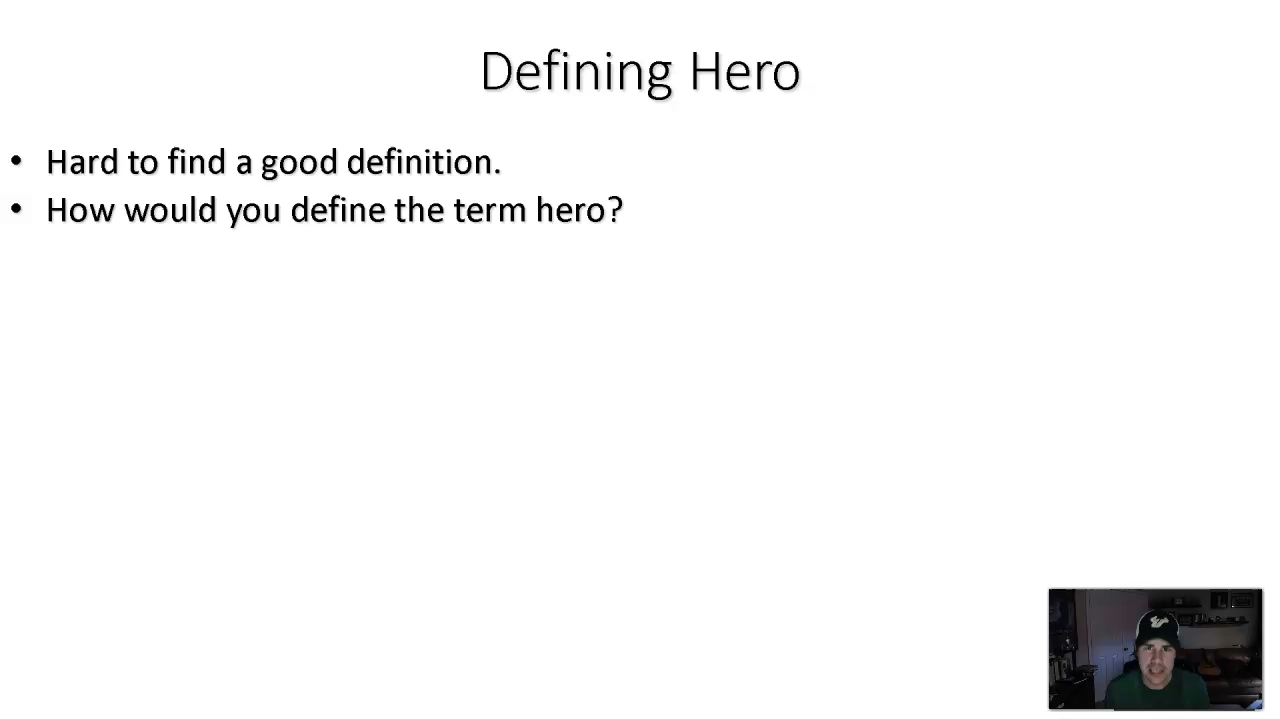 Defining Hero
• Hard to find a good definition.
• How would you define the term hero?